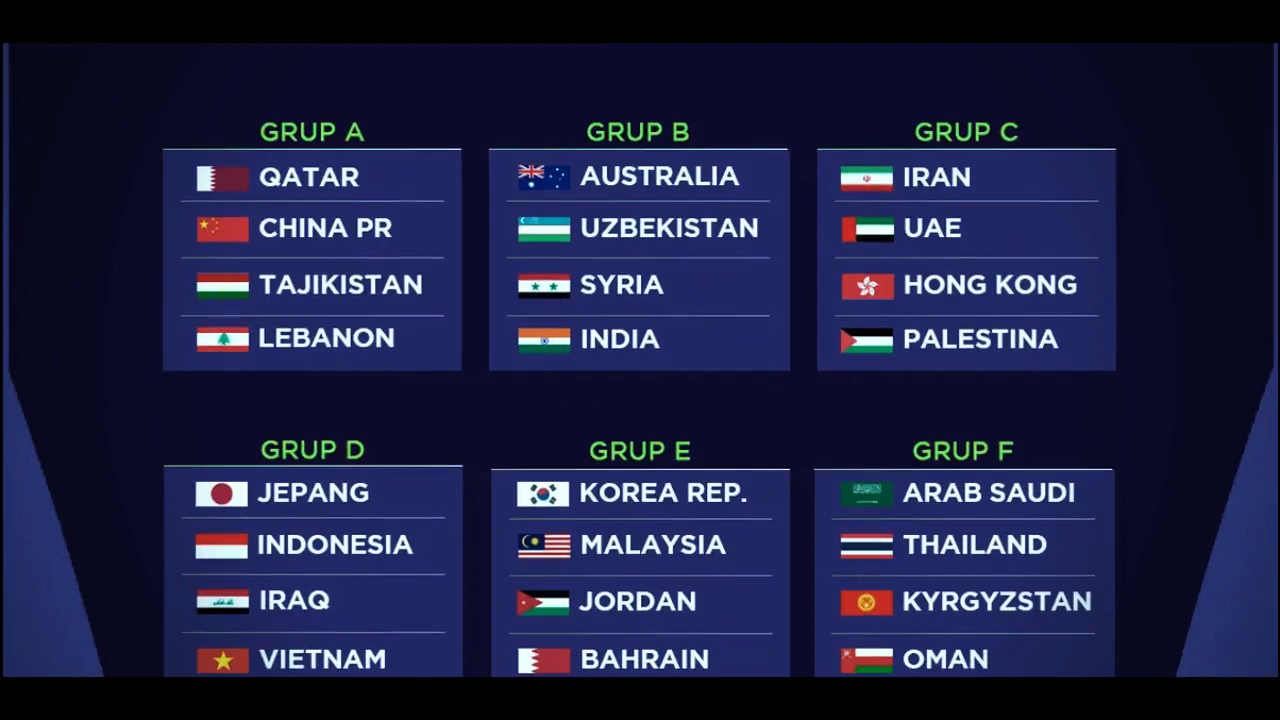 GRUP A
QATAR
CHINA PR
TAJIKISTAN
LEBANON
GRUP B
AUSTRALIA
UZBEKISTAN
SYRIA
INDIA
GRUP C
IRAN
UAE
HONG KONG
PALESTINA
GRUP D
JEPANG
INDONESIA
IRAQ
VIETNAM
GRUP E
KOREA REP.
MALAYSIA
JORDAN
BAHRAIN
GRUP F
ARAB SAUDI
THAILAND
KYRGYZSTAN
OMAN